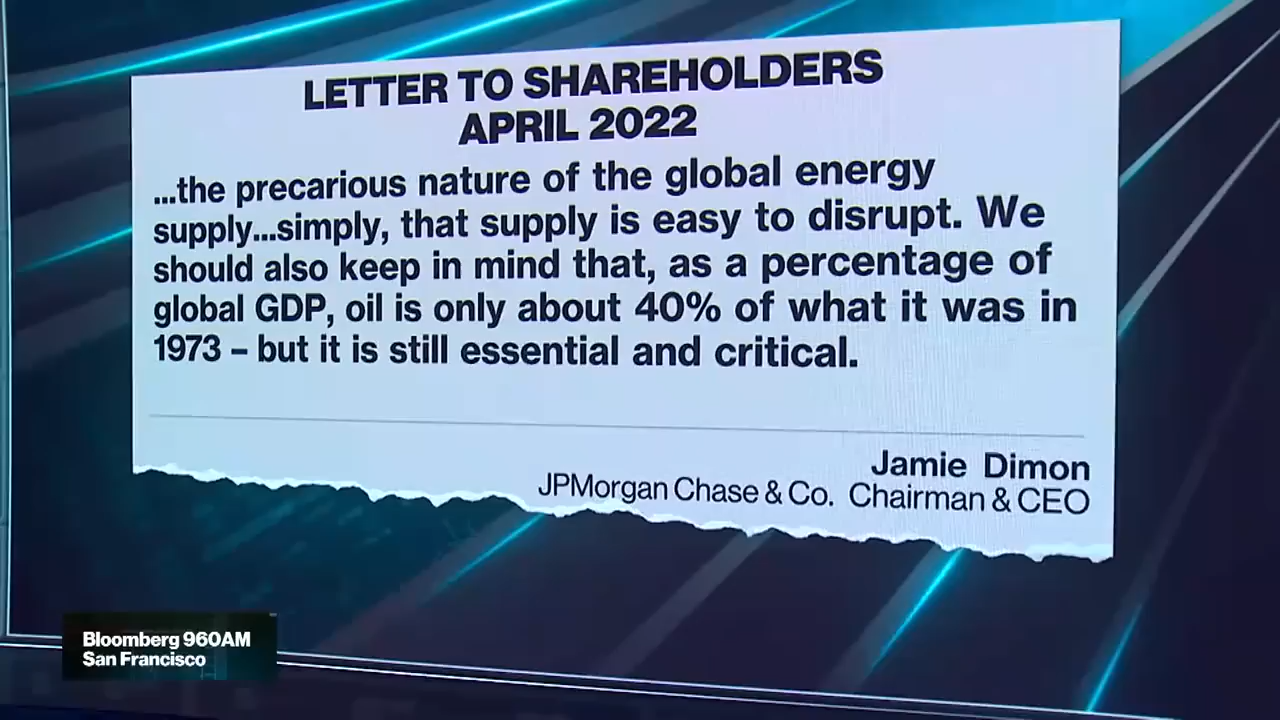 LETTER TO SHAREHOLDERS
APRIL 2022
...the precarious nature of the global energy
supply...simply, that supply is easy to disrupt. We
should also keep in mind that, as a percentage of
global GDP, oil is only about 40% of what it was in
1973 – but it is still essential and critical.
Jamie Dimon
JPMorgan Chase & Co. Chairman & CEO
Bloomberg 960AM
San Francisco